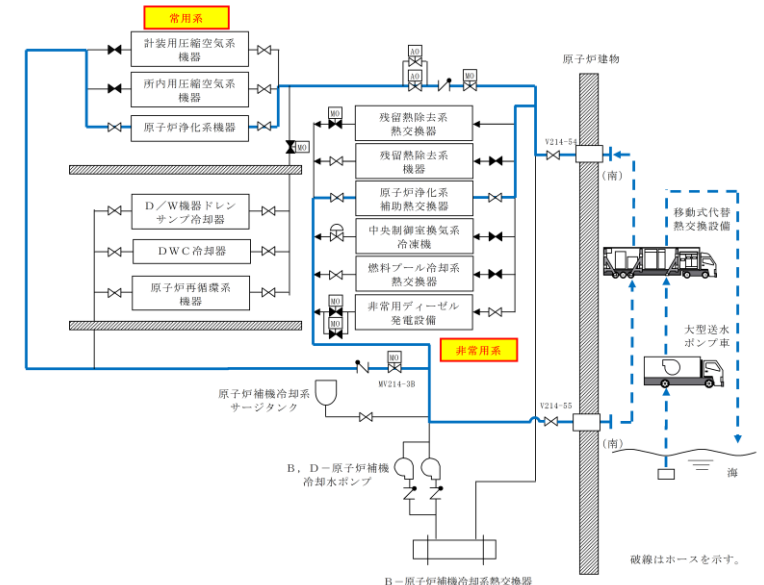 常用系
計装用圧縮空気系
機器
所内用圧縮空気系
機器
原子炉浄化系機器
AO
AO
MO
MO
MO
残留熱除去系
熱交換器
残留熱除去系
機器
原子炉浄化系
補助熱交換器
中央制御室換気系
冷凍機
燃料プール冷却系
熱交換器
MO
非常用ディーゼル
発電設備
MO
非常用系
D/W機器ドレン
サンプ冷却器
DWC冷却器
原子炉再循環系
機器
MO
MV214-3B
原子炉補機冷却系
サージタンク
B,D-原子炉補機
冷却水ポンプ
B-原子炉補機冷却系熱交換器
原子炉建物
V214-54
(南)
移動式代替
熱交換設備
大型送水
ポンプ車
V214-55
(南)
海
破線はホースを示す。